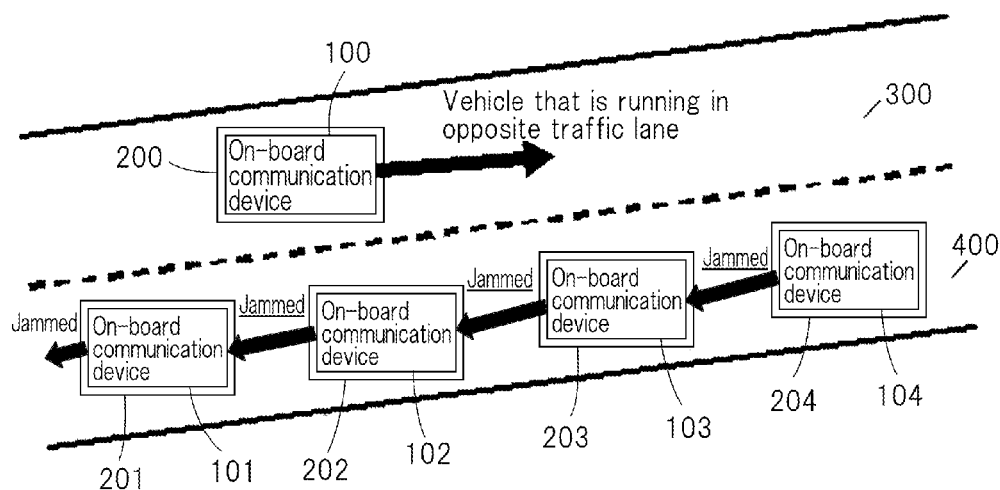 100
Vehicle that is running in
opposite traffic lane
300
200
On-board
communication
device
400
Jammed
On-board
communication
device
Jammed
On-board
communication
device
Jammed
On-board
communication
device
Jammed
On-board
communication
device
204
104
203
103
202
102
201
101